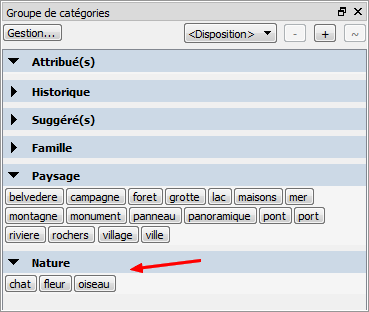 Groupe de catégories
Gestion... <Disposition> - + ~
Attribué(s)
Historique
Suggéré(s)
Famille
Paysage
belvedere campagne foret grotte lac maisons mer
montagne monument panneau panoramique pont port
riviere rochers village ville
Nature
chat fleur oiseau